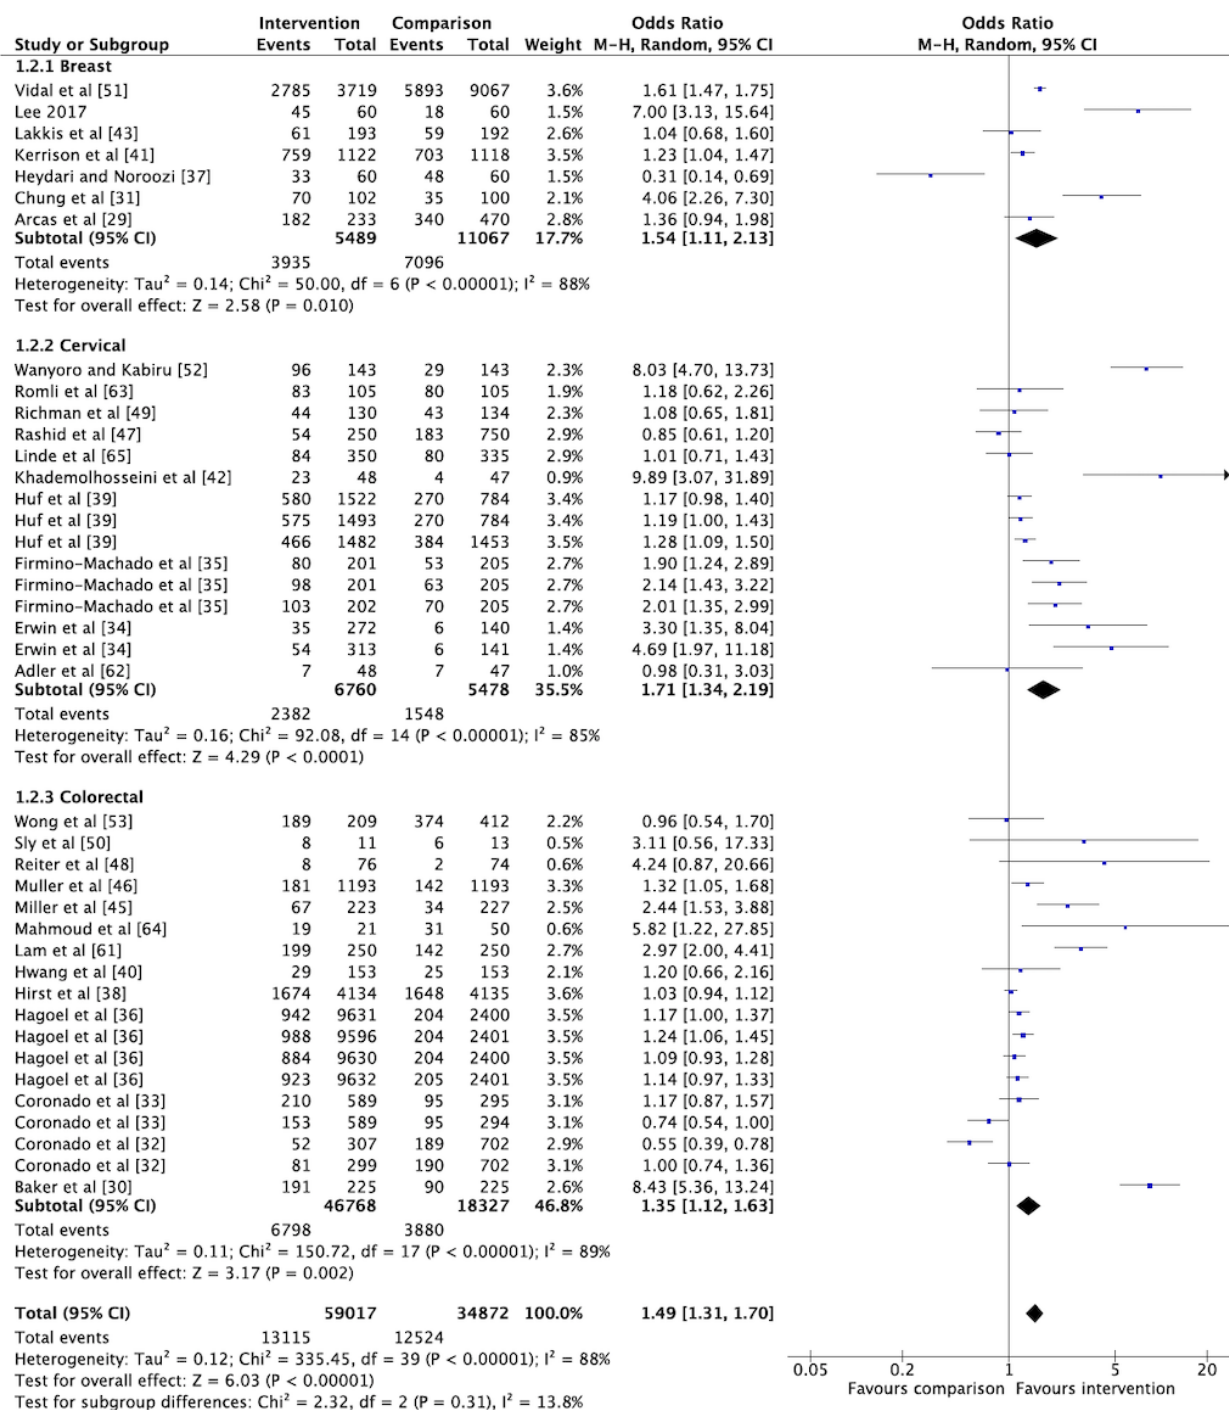 Intervention Comparison Odds Ratio Odds Ratio
Study or Subgroup Events Total Events Total Weight M-H, Random, 95% CI M-H, Random, 95% CI
1.2.1 Breast
Vidal et al [51] 2785 3719 5893 9067 3.6% 1.61 [1.47, 1.75]
Lee 2017 45 60 18 60 1.5% 7.00 [3.13, 15.64]
Lakkis et al [43] 61 193 59 192 2.6% 1.04 [0.68, 1.60]
Kerrison et al [41] 759 1122 703 1118 3.5% 1.23 [1.04, 1.47]
Heydari and Noroozi [37] 33 60 48 60 1.5% 0.31 [0.14, 0.69]
Chung et al [31] 70 102 35 100 2.1% 4.06 [2.26, 7.30]
Arcas et al [29] 182 233 340 470 2.8% 1.36 [0.94, 1.98]
Subtotal (95% CI) 5489 11067 17.7% 1.54 [1.11, 2.13]
Total events 3935 7096
Heterogeneity: Tau² = 0.14; Chi² = 50.00, df = 6 (P < 0.00001); I² = 88%
Test for overall effect: Z = 2.58 (P = 0.010)
1.2.2 Cervical
Wanyoro and Kabiru [52] 96 143 29 143 2.3% 8.03 [4.70, 13.73]
Romli et al [63] 83 105 80 105 1.9% 1.18 [0.62, 2.26]
Richman et al [49] 44 130 43 134 2.3% 1.08 [0.65, 1.81]
Rashid et al [47] 54 250 183 750 2.9% 0.85 [0.61, 1.20]
Linde et al [65] 84 350 80 335 2.9% 1.01 [0.71, 1.43]
Khademolhosseini et al [42] 23 48 4 47 0.9% 9.89 [3.07, 31.89]
Huf et al [39] 580 1522 270 784 3.4% 1.17 [0.98, 1.40]
Huf et al [39] 575 1493 270 784 3.4% 1.19 [1.00, 1.43]
Huf et al [39] 466 1482 384 1453 3.5% 1.28 [1.09, 1.50]
Firmino-Machado et al [35] 80 201 53 205 2.7% 1.90 [1.24, 2.89]
Firmino-Machado et al [35] 98 201 63 205 2.7% 2.14 [1.43, 3.22]
Firmino-Machado et al [35] 103 202 70 205 2.7% 2.01 [1.35, 2.99]
Erwin et al [34] 35 272 6 140 1.4% 3.30 [1.35, 8.04]
Erwin et al [34] 54 313 6 141 1.4% 4.69 [1.97, 11.18]
Adler et al [62] 7 48 7 47 1.0% 0.98 [0.31, 3.03]
Subtotal (95% CI) 6760 5478 35.5% 1.71 [1.34, 2.19]
Total events 2382 1548
Heterogeneity: Tau² = 0.16; Chi² = 92.08, df = 14 (P < 0.00001); I² = 85%
Test for overall effect: Z = 4.29 (P < 0.0001)
1.2.3 Colorectal
Wong et al [53] 189 209 374 412 2.2% 0.96 [0.54, 1.70]
Sly et al [50] 8 11 6 13 0.5% 3.11 [0.56, 17.33]
Reiter et al [48] 8 76 2 74 0.6% 4.24 [0.87, 20.66]
Muller et al [46] 181 1193 142 1193 3.3% 1.32 [1.05, 1.68]
Miller et al [45] 67 223 34 227 2.5% 2.44 [1.53, 3.88]
Mahmoud et al [64] 19 21 31 50 0.6% 5.82 [1.22, 27.85]
Lam et al [61] 199 250 142 250 2.7% 2.97 [2.00, 4.41]
Hwang et al [40] 29 153 25 153 2.1% 1.20 [0.66, 2.16]
Hirst et al [38] 1674 4134 1648 4135 3.6% 1.03 [0.94, 1.12]
Hagoel et al [36] 942 9631 204 2400 3.5% 1.17 [1.00, 1.37]
Hagoel et al [36] 988 9596 204 2401 3.5% 1.24 [1.06, 1.45]
Hagoel et al [36] 884 9630 204 2400 3.5% 1.09 [0.93, 1.28]
Hagoel et al [36] 923 9632 205 2401 3.5% 1.14 [0.97, 1.33]
Coronado et al [33] 210 589 95 295 3.1% 1.17 [0.87, 1.57]
Coronado et al [33] 153 589 95 294 3.1% 0.74 [0.54, 1.00]
Coronado et al [32] 52 307 189 702 2.9% 0.55 [0.39, 0.78]
Coronado et al [32] 81 299 190 702 3.1% 1.00 [0.74, 1.36]
Baker et al [30] 191 225 90 225 2.6% 8.43 [5.36, 13.24]
Subtotal (95% CI) 46768 18327 46.8% 1.35 [1.12, 1.63]
Total events 6798 3880
Heterogeneity: Tau² = 0.11; Chi² = 150.72, df = 17 (P < 0.00001); I² = 89%
Test for overall effect: Z = 3.17 (P = 0.002)
Total (95% CI) 59017 34872 100.0% 1.49 [1.31, 1.70]
Total events 13115 12524
Heterogeneity: Tau² = 0.12; Chi² = 335.45, df = 39 (P < 0.00001); I² = 88%
Test for overall effect: Z = 6.03 (P < 0.00001)
Test for subgroup differences: Chi² = 2.32, df = 2 (P = 0.31), I² = 13.8%
0.05 0.2 1 5 20
Favours comparison Favours intervention